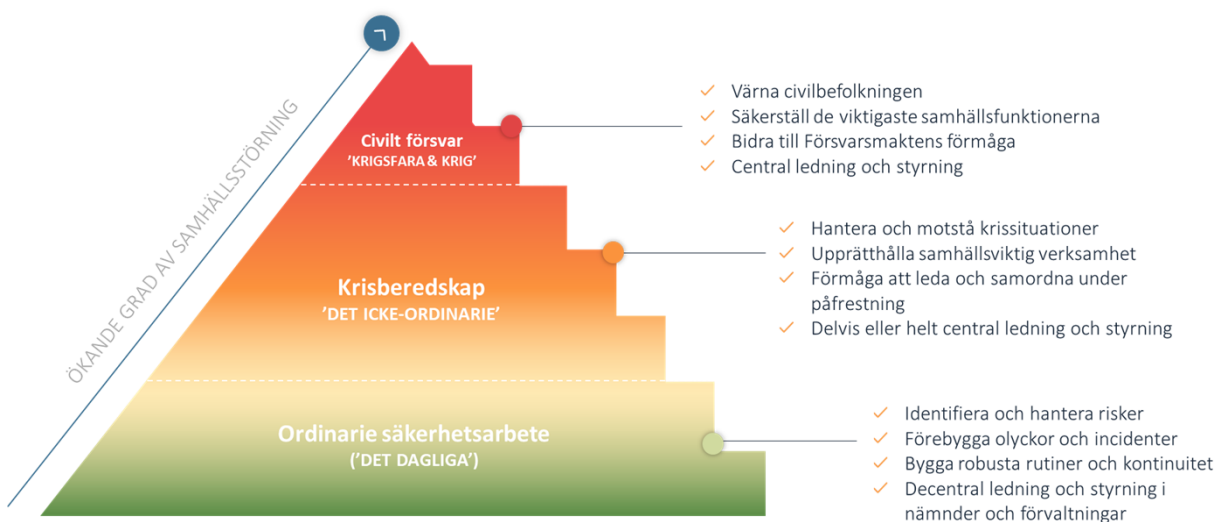 ÖKANDE GRAD AV SAMHÄLLSSTÖRNING
Civilt försvar
'KRIGSFARA & KRIG'
Värna civilbefolkningen
Säkerställ de viktigaste samhällsfunktionerna
Bidra till Försvarsmaktens förmåga
Central ledning och styrning
Krisberedskap
'DET ICKE-ORDINARIE'
Hantera och motstå krissituationer
Upprätthålla samhällsviktig verksamhet
Förmåga att leda och samordna under
påfrestning
Delvis eller helt central ledning och styrning
Ordinarie säkerhetsarbete
('DET DAGLIGA')
Identifiera och hantera risker
Förebygga olyckor och incidenter
Bygga robusta rutiner och kontinuitet
Decentral ledning och styrning i
nämnder och förvaltningar